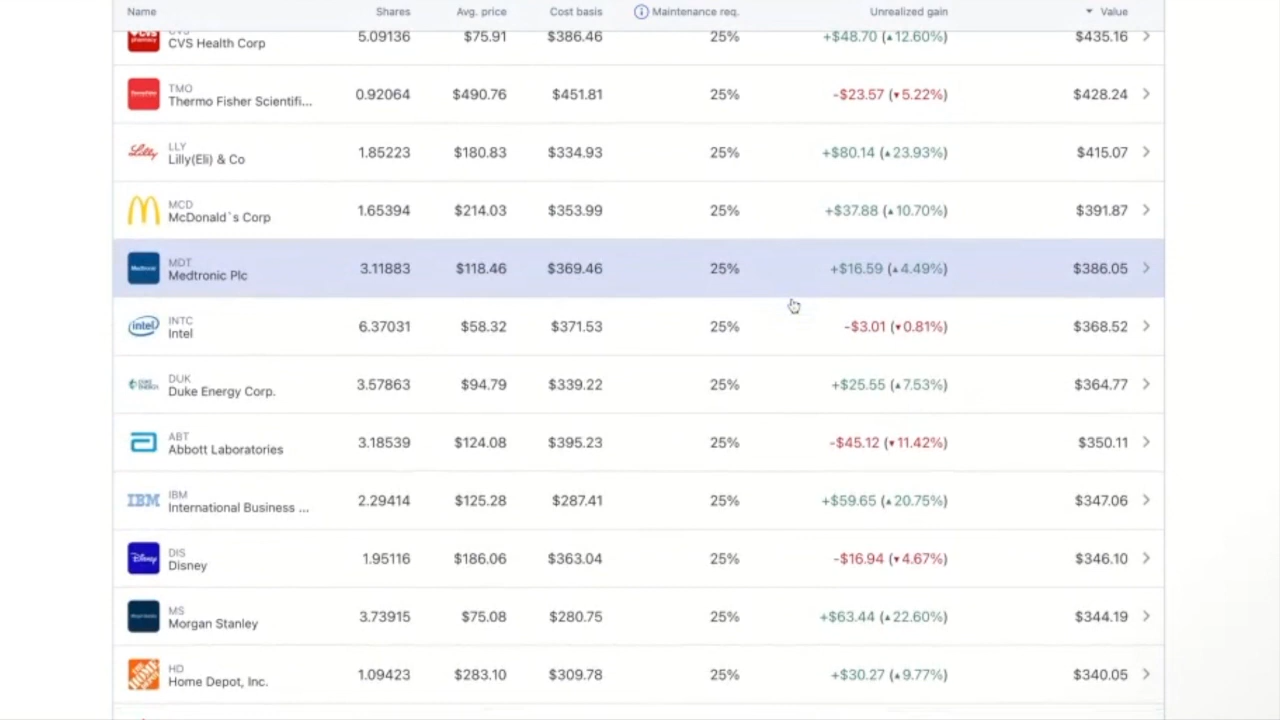 Name Shares Avg. price Cost basis Maintenance req. Unrealized gain Value
CVS Health Corp 5.09136 $75.91 $386.46 25% +$48.70 (▲12.60%) $435.16
TMO
Thermo Fisher Scientifi... 0.92064 $490.76 $451.81 25% -$23.57 (▼5.22%) $428.24
Lilly
LLY
Lilly(Eli) & Co 1.85223 $180.83 $334.93 25% +$80.14 (▲23.93%) $415.07
MCD
McDonald`s Corp 1.65394 $214.03 $353.99 25% +$37.88 (▲10.70%) $391.87
Medtronic
MDT
Medtronic Plc 3.11883 $118.46 $369.46 25% +$16.59 (▲4.49%) $386.05
intel
INTC
Intel 6.37031 $58.32 $371.53 25% -$3.01 (▼0.81%) $368.52
DUKE ENERGY
DUK
Duke Energy Corp. 3.57863 $94.79 $339.22 25% +$25.55 (▲7.53%) $364.77
ABT
Abbott Laboratories 3.18539 $124.08 $395.23 25% -$45.12 (▼11.42%) $350.11
IBM
IBM
International Business ... 2.29414 $125.28 $287.41 25% +$59.65 (▲20.75%) $347.06
Disney
DIS
Disney 1.95116 $186.06 $363.04 25% -$16.94 (▼4.67%) $346.10
MS
Morgan Stanley 3.73915 $75.08 $280.75 25% +$63.44 (▲22.60%) $344.19
THE HOME DEPOT
HD
Home Depot, Inc. 1.09423 $283.10 $309.78 25% +$30.27 (▲9.77%) $340.05